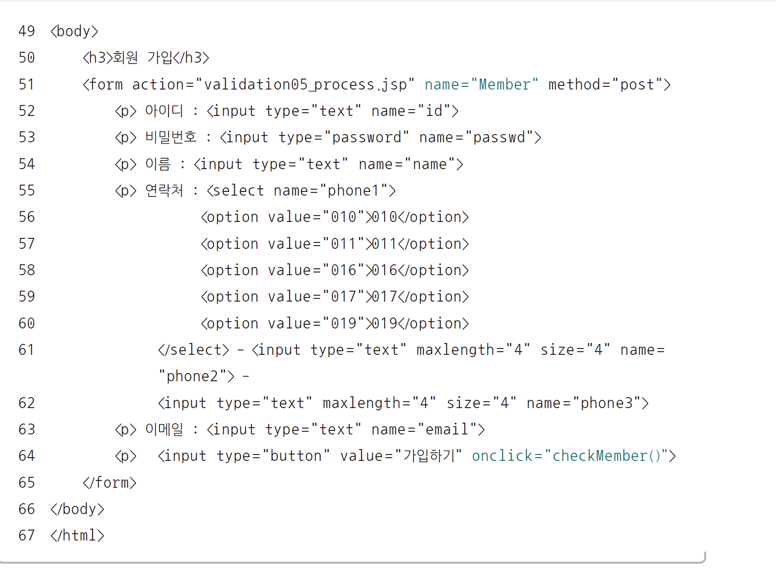 49 <body>
50 <h3>회원 가입</h3>
51 <form action="validation05_process.jsp" name="Member" method="post">
52 <p> 아이디 : <input type="text" name="id">
53 <p> 비밀번호 : <input type="password" name="passwd">
54 <p> 이름 : <input type="text" name="name">
55 <p> 연락처 : <select name="phone1">
56 <option value="010">010</option>
57 <option value="011">011</option>
58 <option value="016">016</option>
59 <option value="017">017</option>
60 <option value="019">019</option>
61 </select> - <input type="text" maxlength="4" size="4" name=
"phone2"> -
62 <input type="text" maxlength="4" size="4" name="phone3">
63 <p> 이메일 : <input type="text" name="email">
64 <p> <input type="button" value="가입하기" onclick="checkMember()">
65 </form>
66 </body>
67 </html>